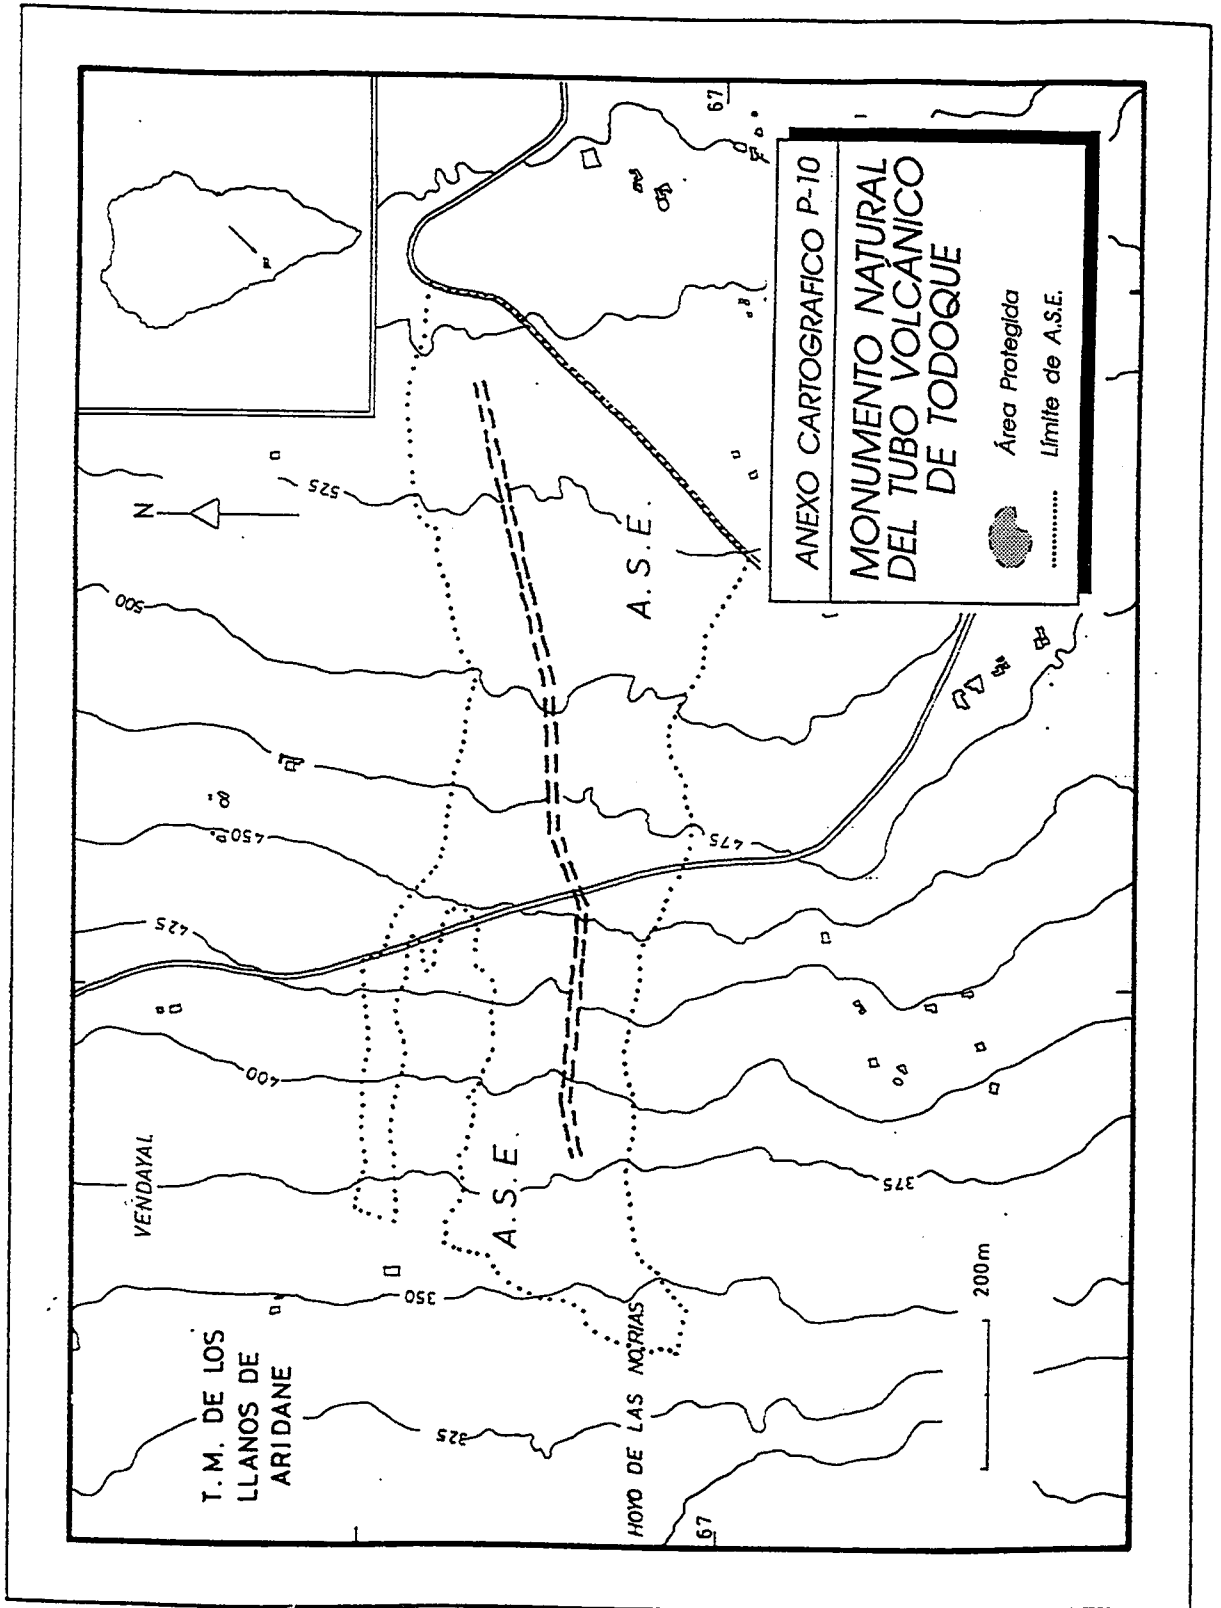 T.M. DE LOS
LLANOS DE
ARIDANE
VENDAYAL
N
500
525
425
450
475
400
350
375
325
A.S.E.
A.S.E.
HOYO DE LAS NORIAS
67
67
200m
ANEXO CARTOGRAFICO P-10
MONUMENTO NATURAL
DEL TUBO VOLCÁNICO
DE TODOQUE
Área Protegida
Límite de A.S.E.